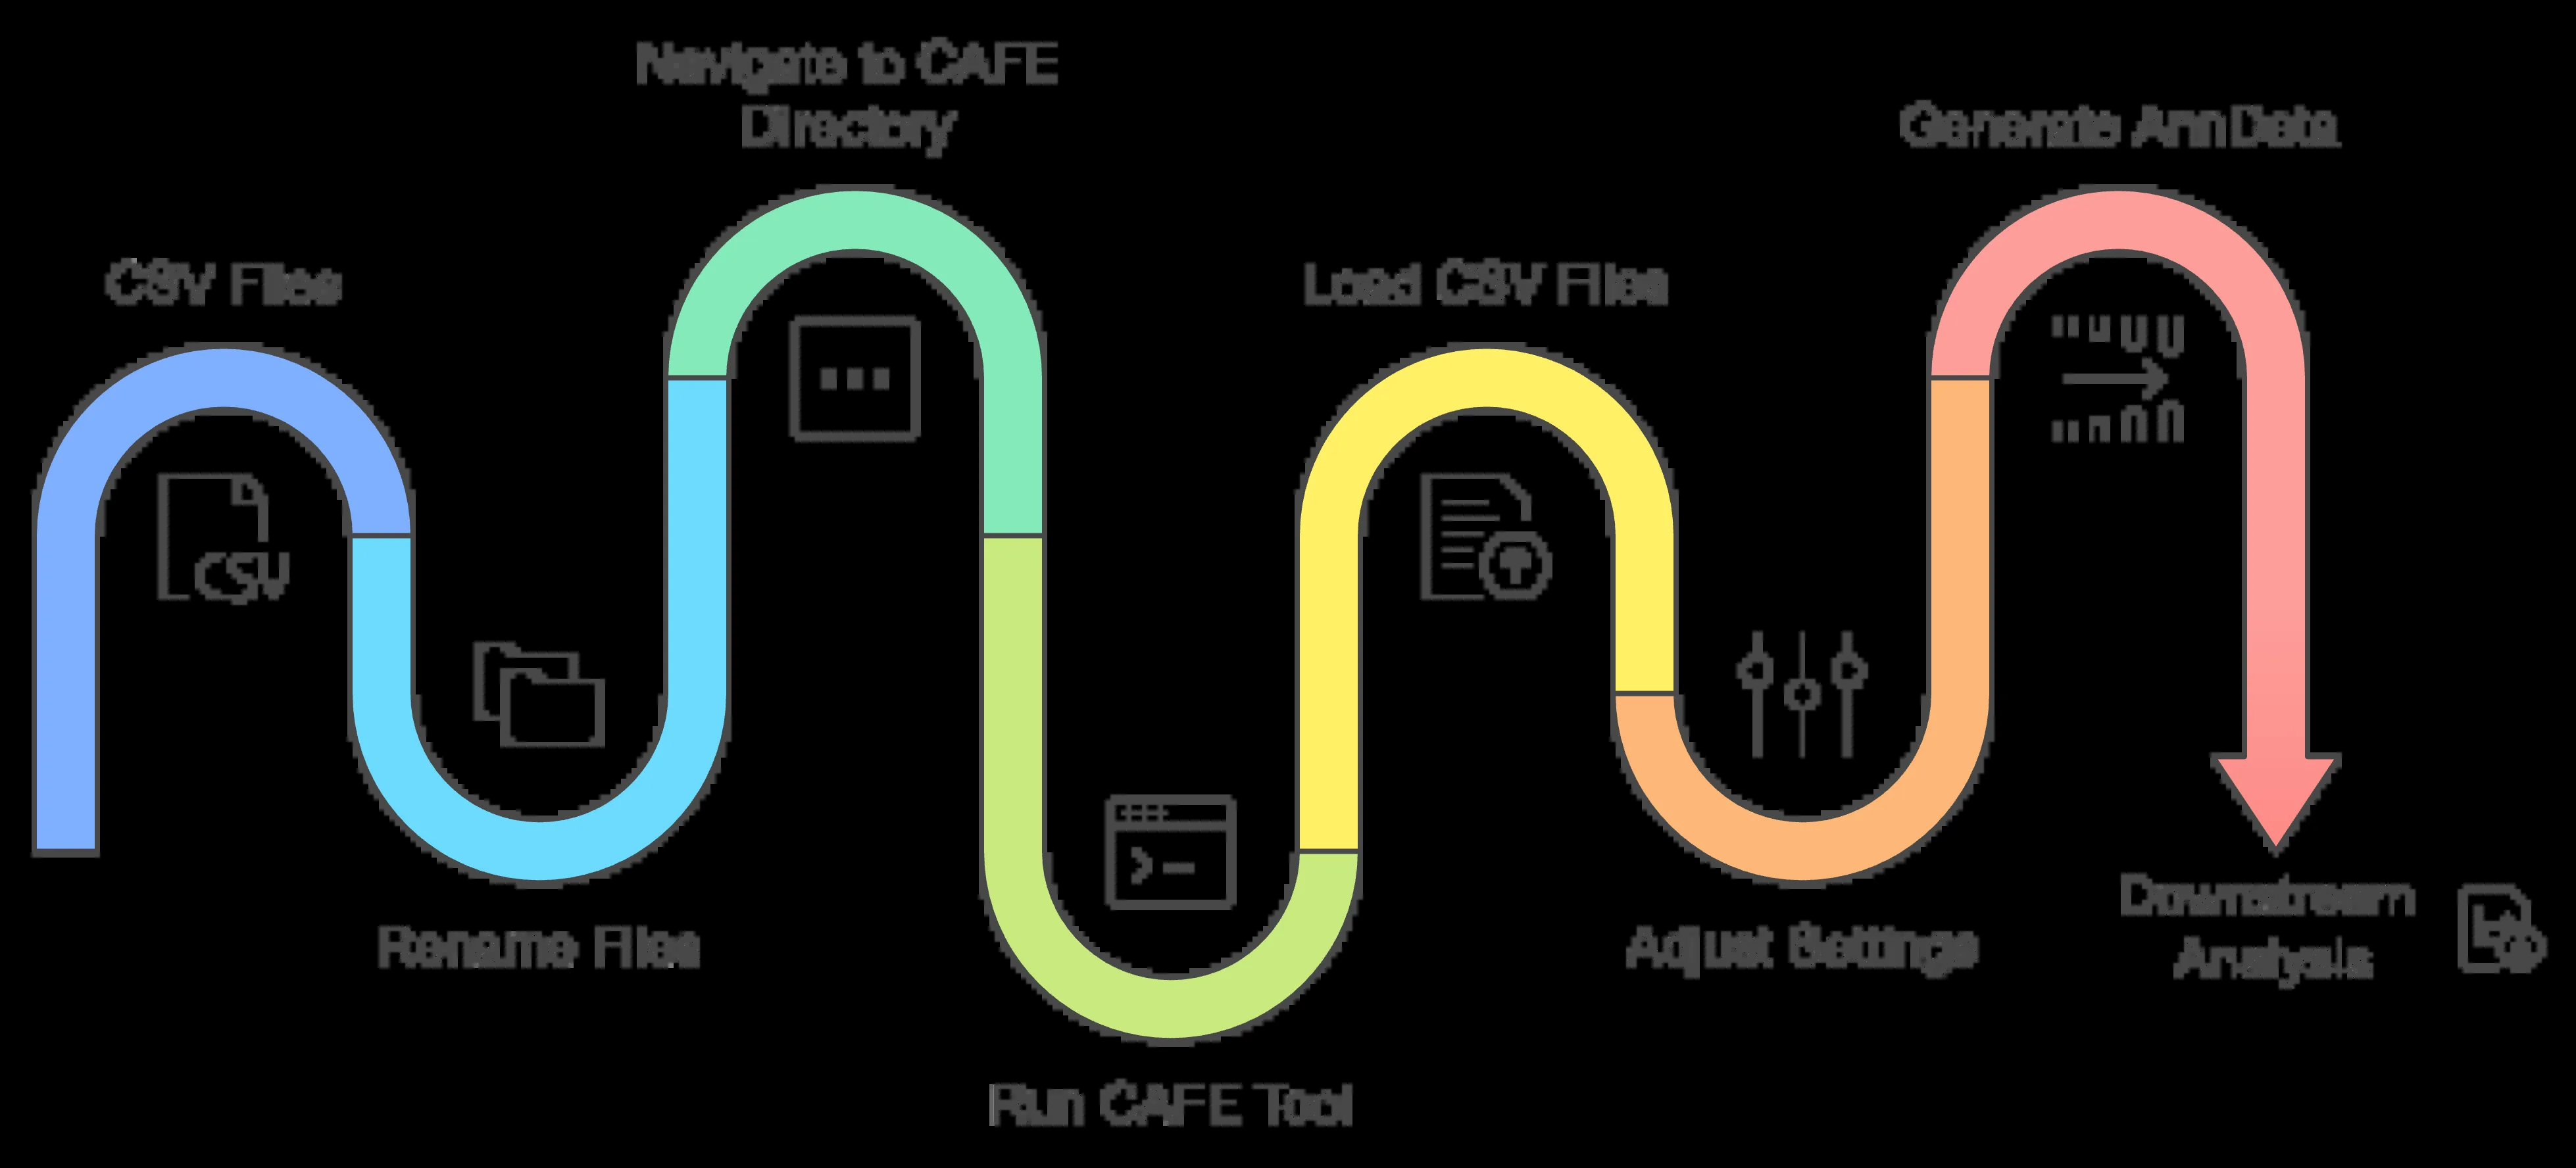 CSV Files
CSV
Rename Files
Navigate to CAFE
Directory
Run CAFE Tool
Load CSV Files
Adjust Settings
Generate AnnData
Downstream
Analysis